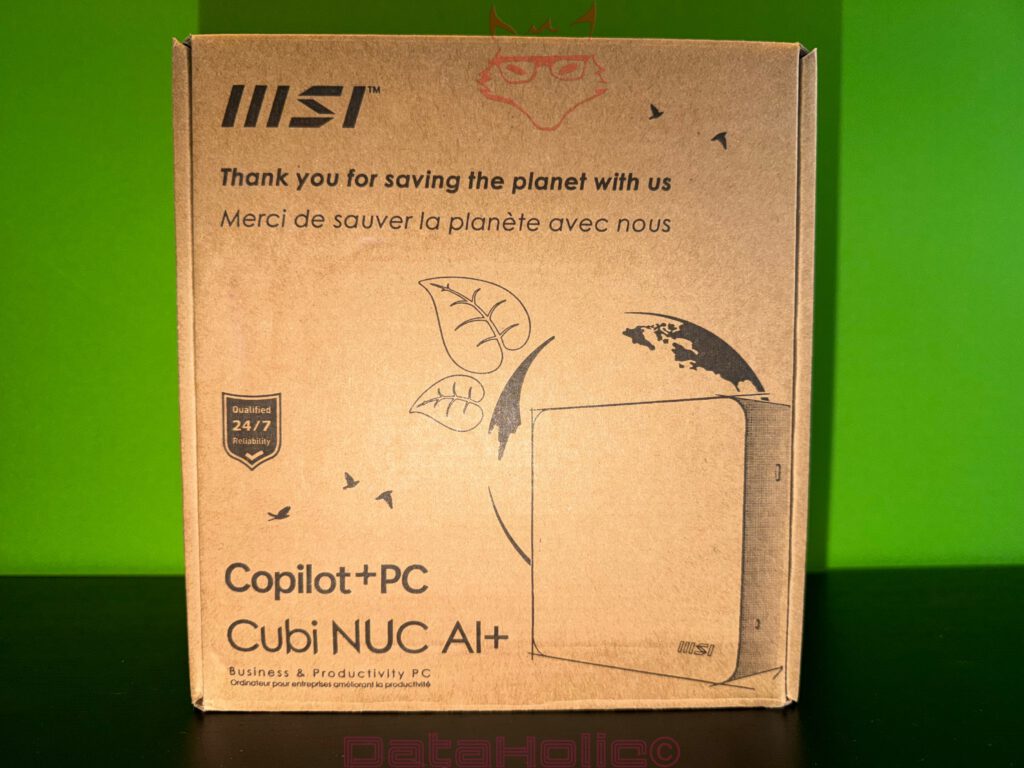 msi™
Thank you for saving the planet with us
Merci de sauver la planète avec nous
Qualified
24/7
Reliability
Copilot+PC
Cubi NUC AI+
msi
Business & Productivity PC
Ordinateur pour entreprises améliorant la productivité
DataHolic©